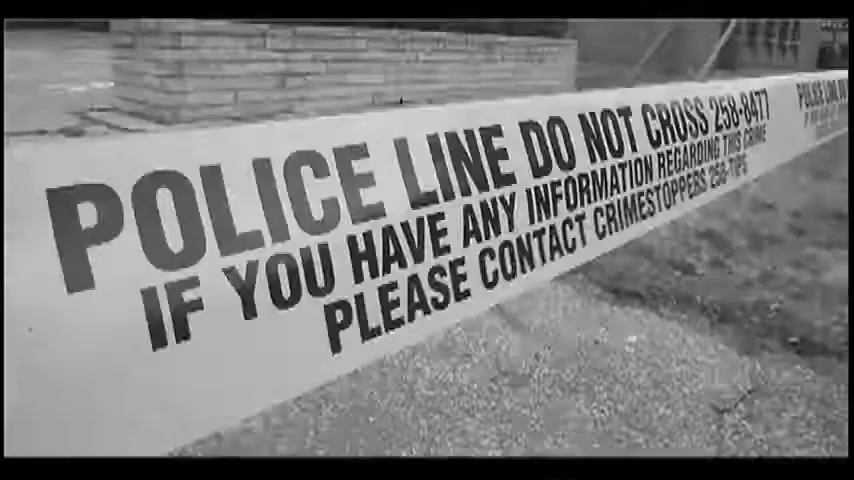 POLICE LINE DO NOT CROSS 258-8477
IF YOU HAVE ANY INFORMATION REGARDING THIS CRIME
PLEASE CONTACT CRIMESTOPPERS 258-TIPS
POLICE LINE DO